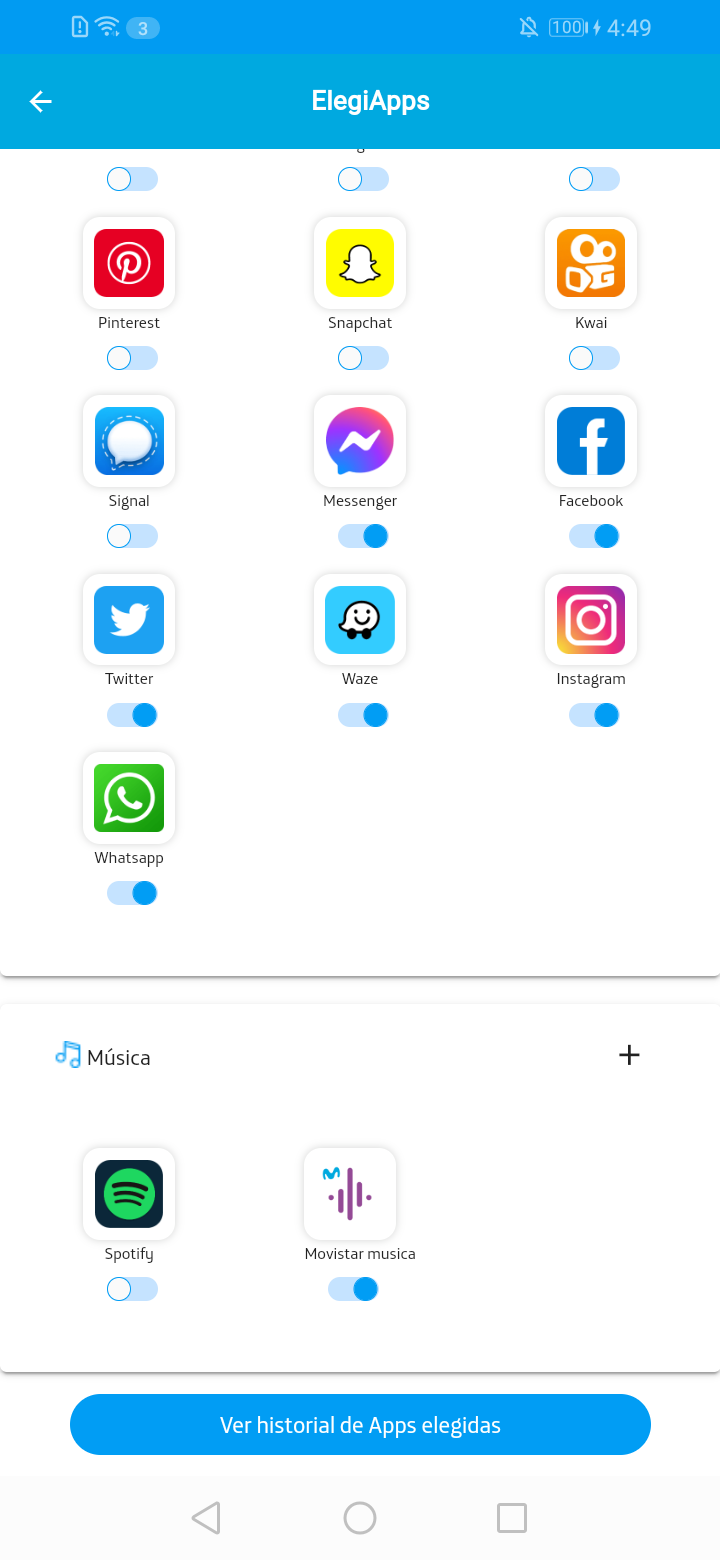 3
100
4:49
ElegiApps
Pinterest
Snapchat
Kwai
Signal
Messenger
Facebook
Twitter
Waze
Instagram
Whatsapp
Música
Spotify
Movistar musica
Ver historial de Apps elegidas